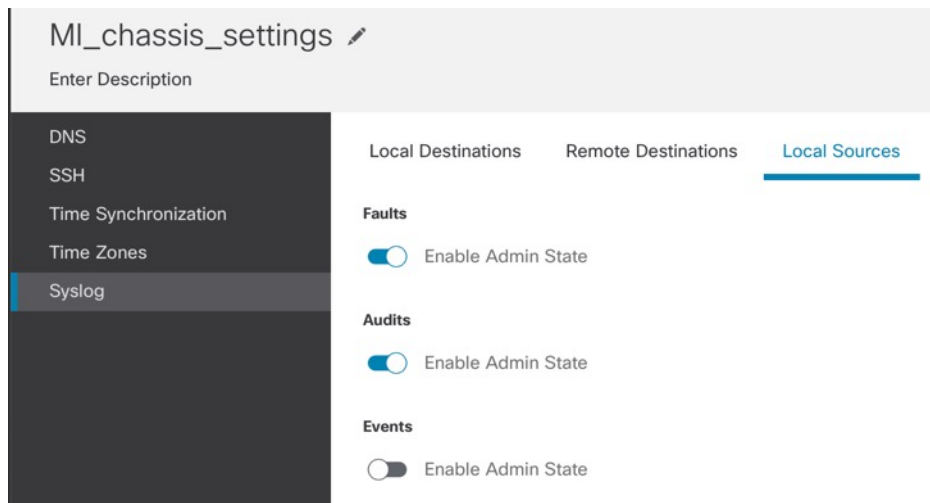 MI_chassis_settings
Enter Description
DNS
SSH
Time Synchronization
Time Zones
Syslog
Local Destinations Remote Destinations Local Sources
Faults
Enable Admin State
Audits
Enable Admin State
Events
Enable Admin State